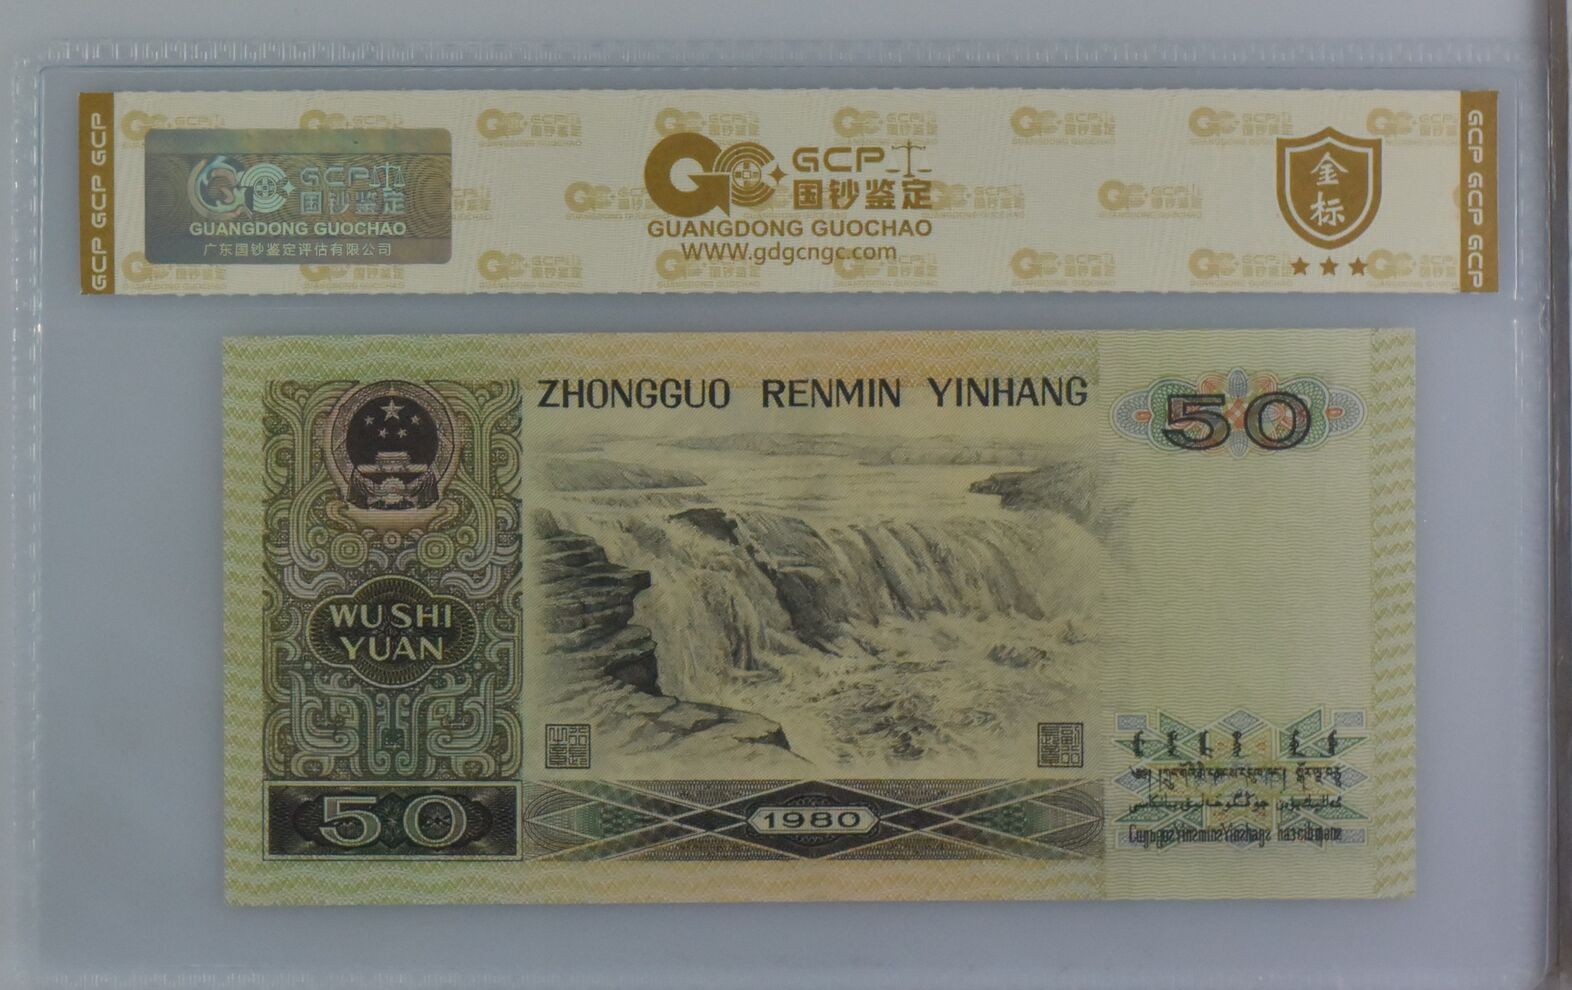 GCP GCP GCP
GCP
国钞鉴定
GUANGDONG GUOCHAO
广东国钞鉴定评估有限公司
GCP
国钞鉴定
GUANGDONG GUOCHAO
WWW.gdgcngc.com
金标
GCP GCP GCP
ZHONGGUO RENMIN YINHANG
50
WU SHI
YUAN
50
1980